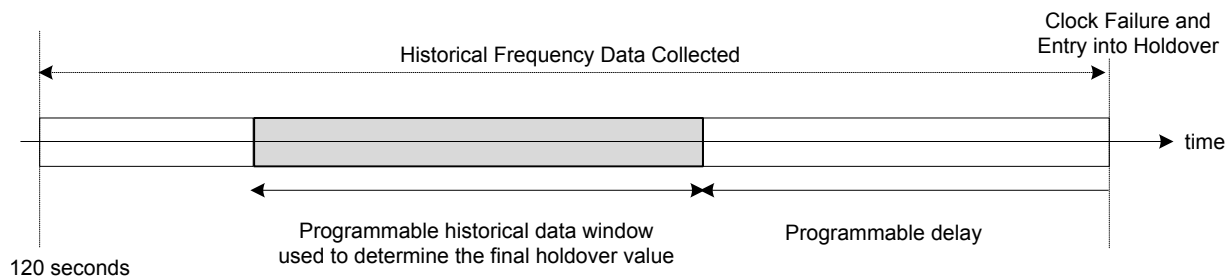 Clock Failure and
Entry into Holdover
Historical Frequency Data Collected
time
Programmable historical data window
used to determine the final holdover value
Programmable delay
120 seconds